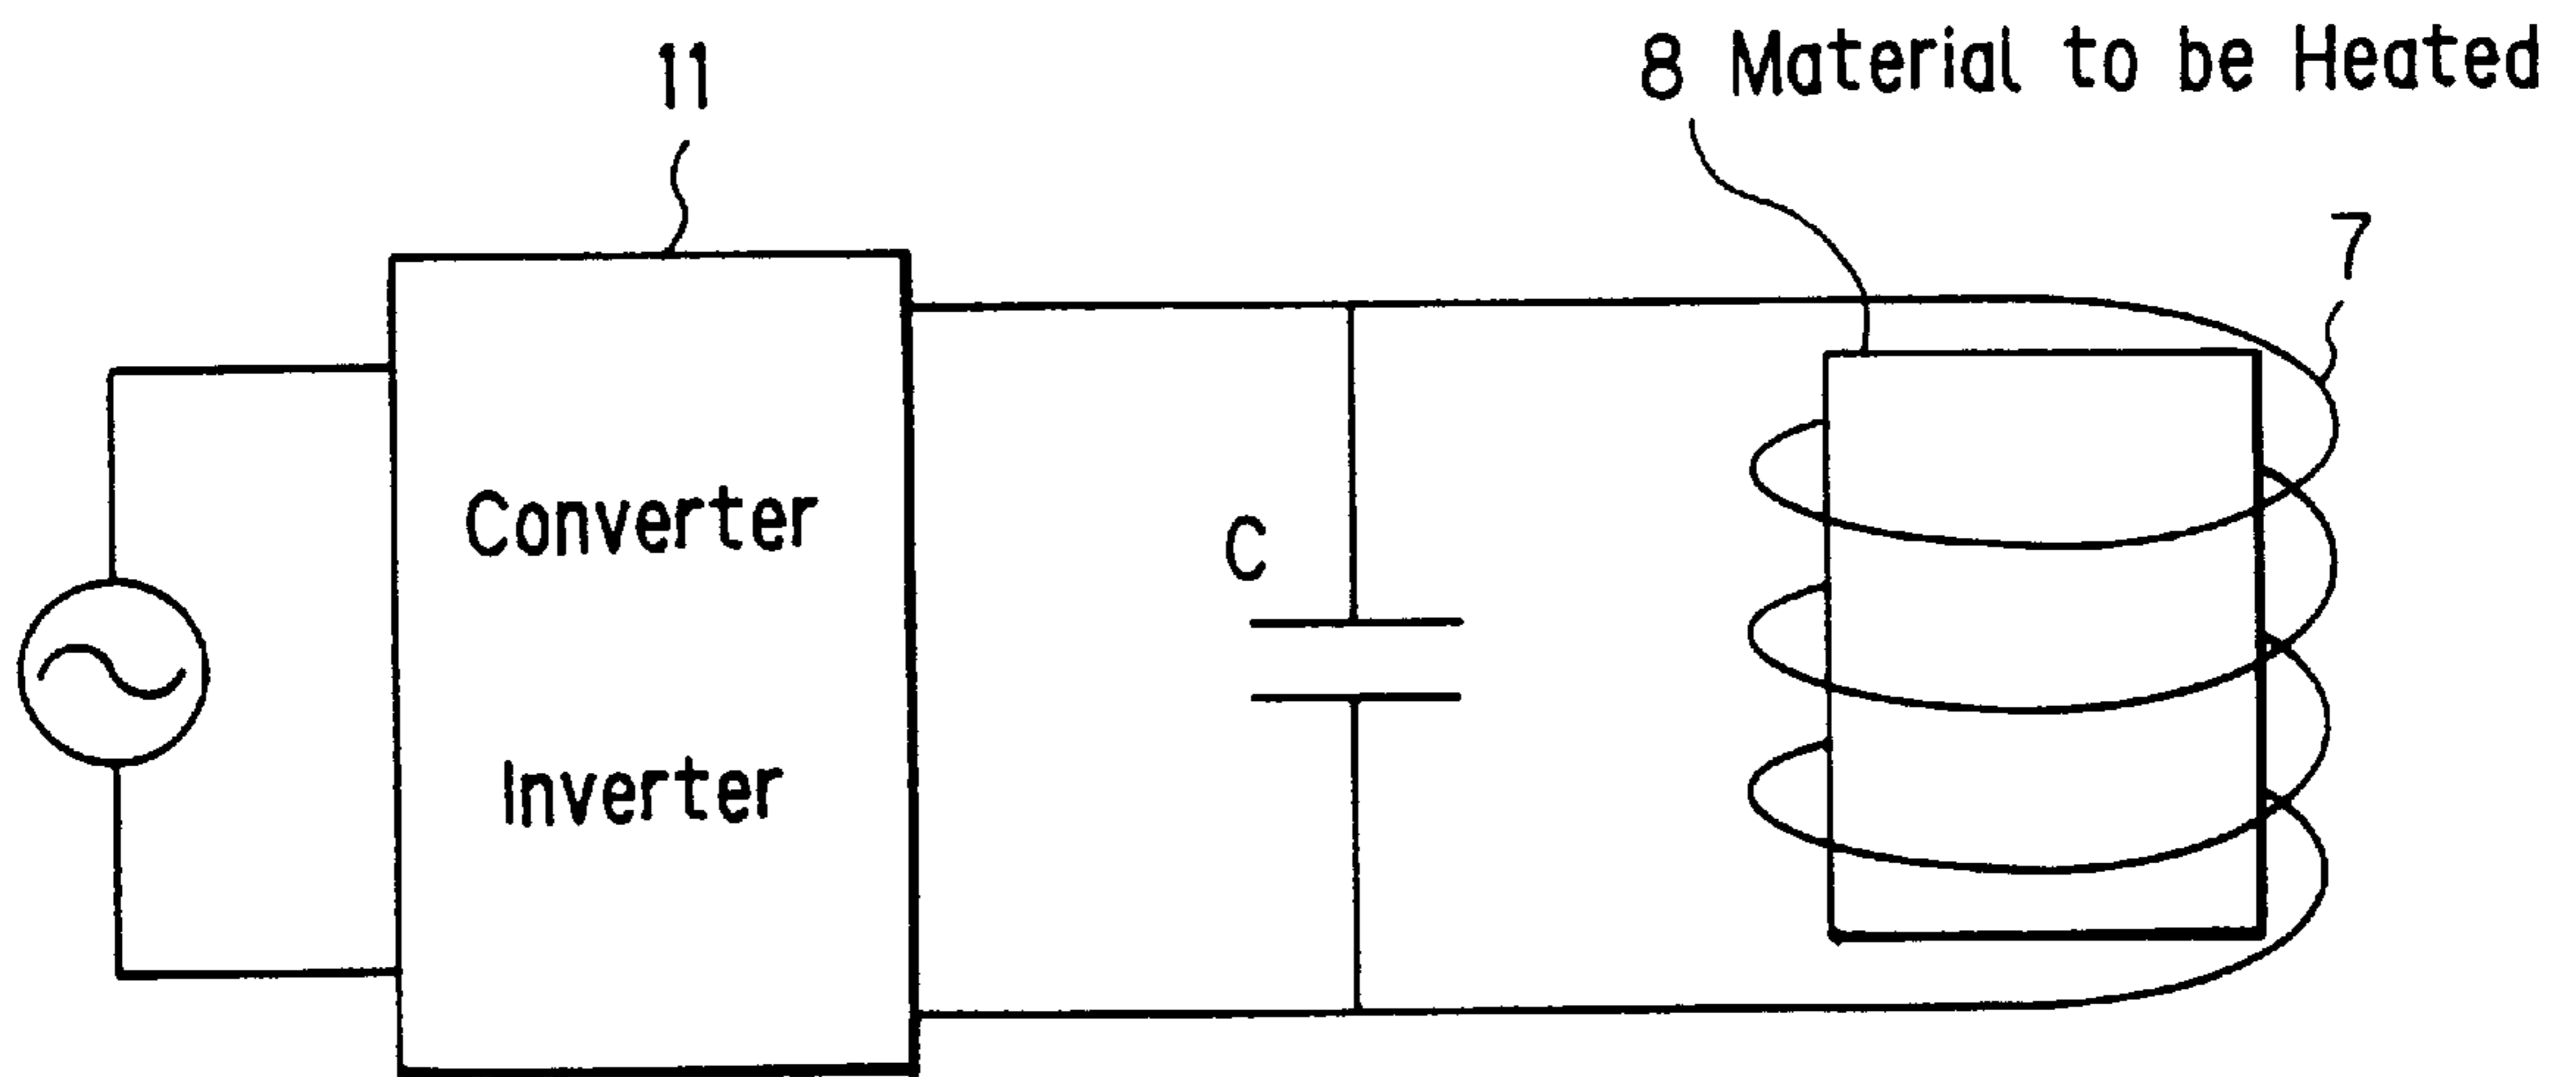 11
8 Material to be Heated
7
Converter
C
Inverter